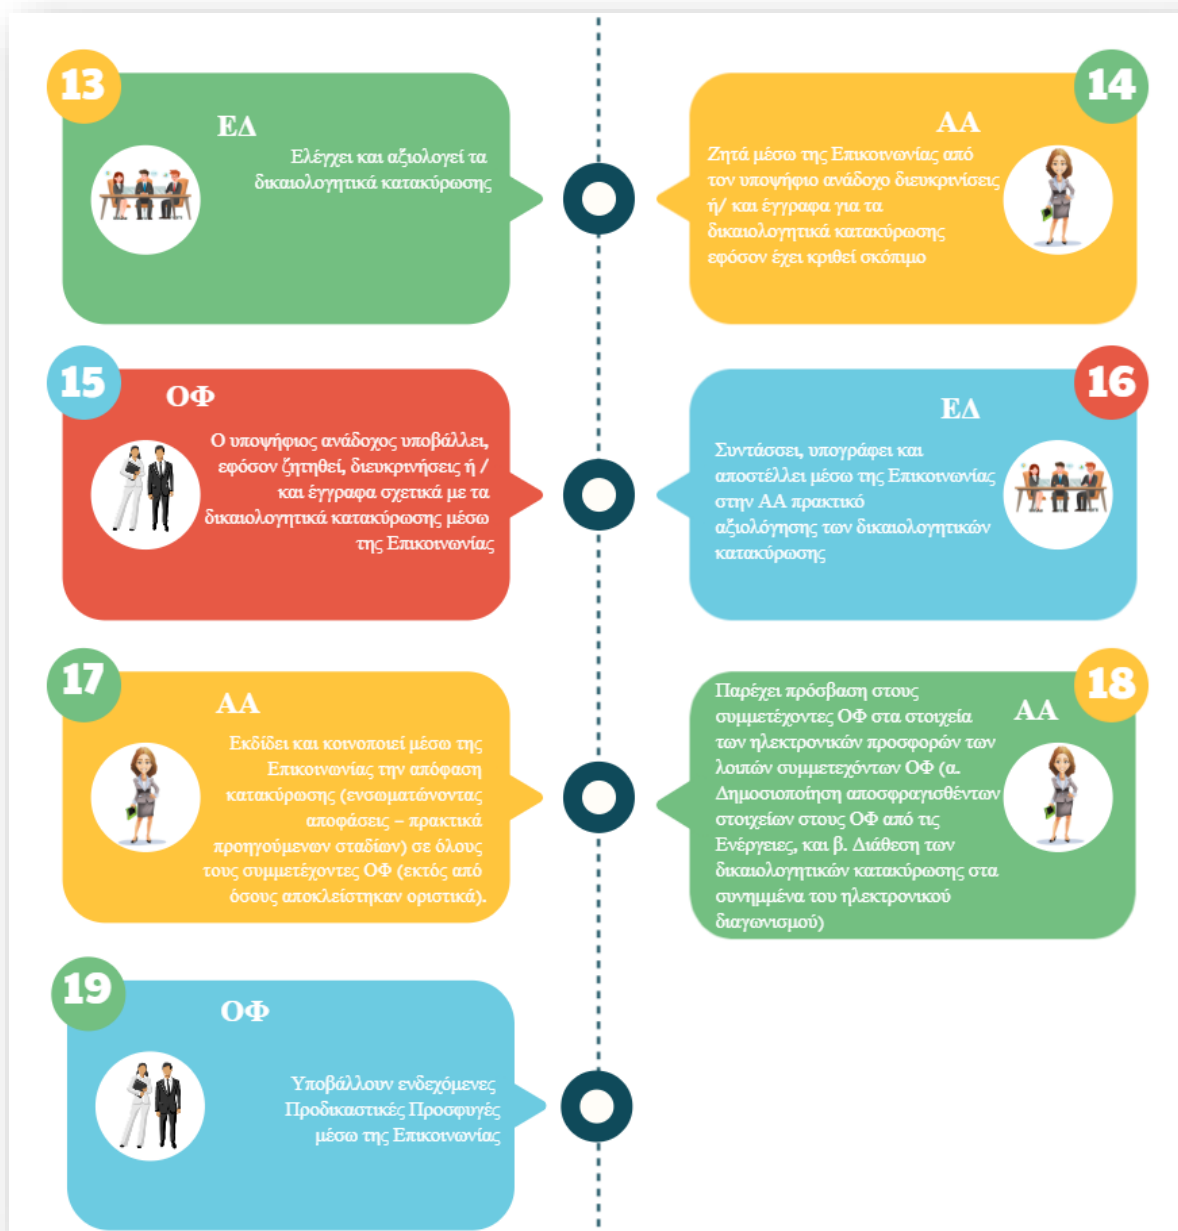 13
ΕΔ
Ελέγχει και αξιολογεί τα
δικαιολογητικά κατακύρωσης
14
ΑΑ
Ζητά μέσω της Επικοινωνίας από
τον υποψήφιο ανάδοχο διευκρινίσεις
ή/ και έγγραφα για τα
δικαιολογητικά κατακύρωσης
εφόσον έχει κριθεί σκόπιμο
15
ΟΦ
Ο υποψήφιος ανάδοχος υποβάλλει,
εφόσον ζητηθεί, διευκρινήσεις ή /
και έγγραφα σχετικά με τα
δικαιολογητικά κατακύρωσης μέσω
της Επικοινωνίας
16
ΕΔ
Συντάσσει, υπογράφει και
αποστέλλει μέσω της Επικοινωνίας
στην ΑΑ πρακτικό
αξιολόγησης των δικαιολογητικών
κατακύρωσης
17
ΑΑ
Εκδίδει και κοινοποιεί μέσω της
Επικοινωνίας την απόφαση
κατακύρωσης (ενσωματώνοντας
αποφάσεις – πρακτικά
προηγούμενων σταδίων) σε όλους
τους συμμετέχοντες ΟΦ (εκτός από
όσους αποκλείστηκαν οριστικά).
18
ΑΑ
Παρέχει πρόσβαση στους
συμμετέχοντες ΟΦ στα στοιχεία
των ηλεκτρονικών προσφορών των
λοιπών συμμετεχόντων ΟΦ (α.
Δημοσιοποίηση αποσφραγισθέντων
στοιχείων στους ΟΦ από τις
Ενέργειες, και β. Διάθεση των
δικαιολογητικών κατακύρωσης στα
συνημμένα του ηλεκτρονικού
διαγωνισμού)
19
ΟΦ
Υποβάλλουν ενδεχόμενες
Προδικαστικές Προσφυγές
μέσω της Επικοινωνίας